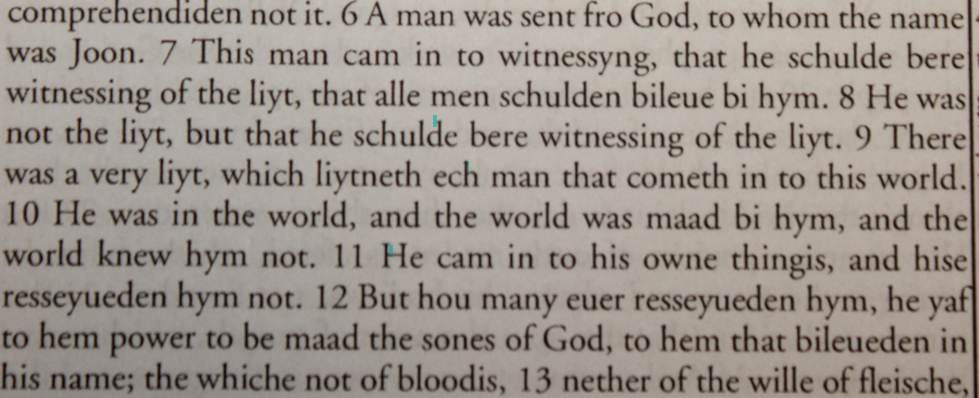 comprehendiden not it. 6 A man was sent fro God, to whom the name
was Joon. 7 This man cam in to witnessyng, that he schulde bere
witnessing of the liyt, that alle men schulden bileue bi hym. 8 He was
not the liyt, but that he schulde bere witnessing of the liyt. 9 There
was a very liyt, which liytneth ech man that cometh in to this world.
10 He was in the world, and the world was maad bi hym, and the
world knew hym not. 11 He cam in to his owne thingis, and hise
resseyueden hym not. 12 But hou many euer resseyueden hym, he yaf
to hem power to be maad the sones of God, to hem that bileueden in
his name; the whiche not of bloodis, 13 nether of the wille of fleische,